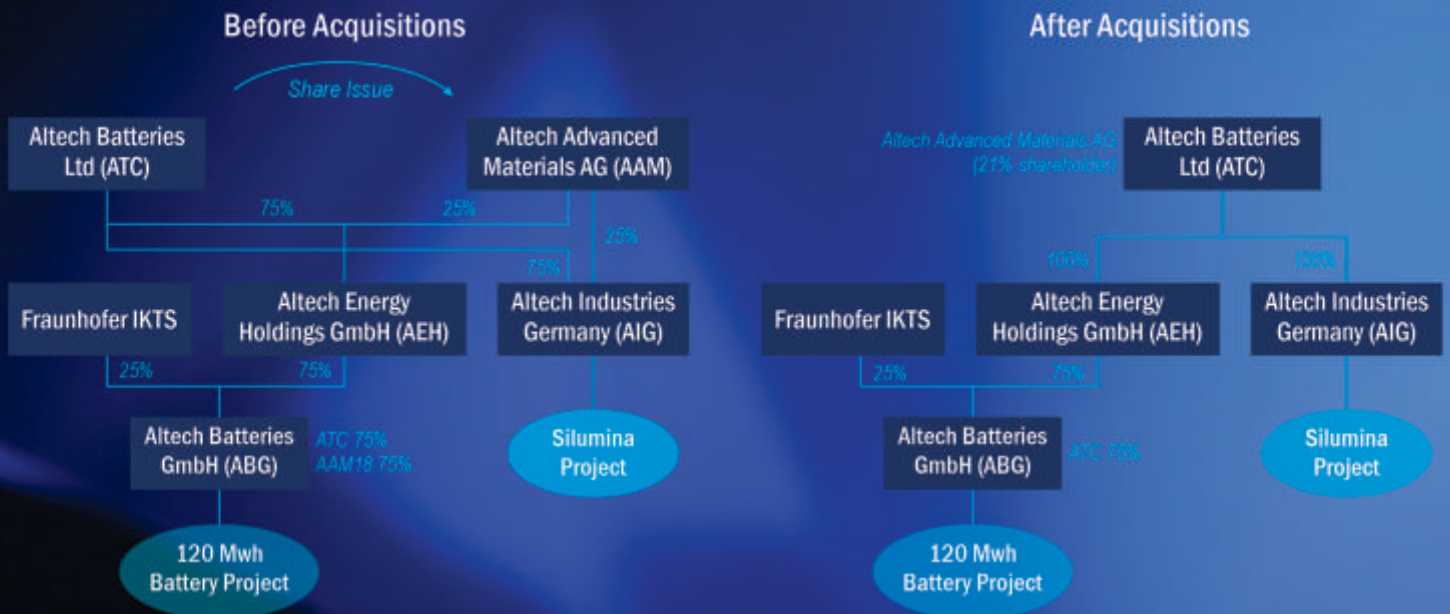 Before Acquisitions
Share Issue
Altech Batteries
Ltd (ATC)
Altech Advanced
Materials AG (AAM)
75%
25%
25%
75%
Fraunhofer IKTS
Altech Energy
Holdings GmbH (AEH)
Altech Industries
Germany (AIG)
25%
75%
Altech Batteries
GmbH (ABG)
ATC 75%
AAM18.75%
Silumina
Project
120 Mwh
Battery Project
After Acquisitions
Altech Advanced Materials AG
(21% shareholder)
Altech Batteries
Ltd (ATC)
100%
100%
Fraunhofer IKTS
Altech Energy
Holdings GmbH (AEH)
Altech Industries
Germany (AIG)
25%
75%
Altech Batteries
GmbH (ABG)
ATC 75%
Silumina
Project
120 Mwh
Battery Project